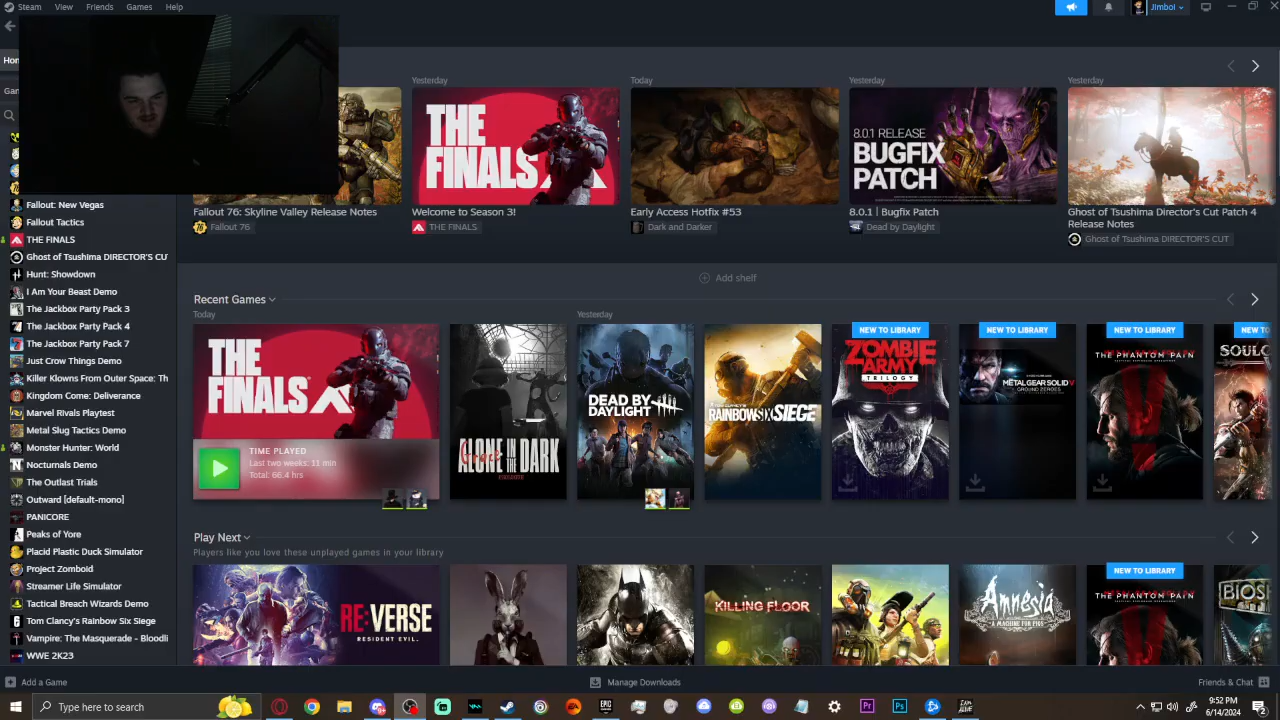 Steam View Friends Games Help
Jimboi
Yesterday
Today
Yesterday
Yesterday
THE FINALS
8.0.1 RELEASE
BUGFIX
PATCH
Fallout 76: Skyline Valley Release Notes
Fallout 76
Welcome to Season 3!
THE FINALS
Early Access Hotfix #53
Dark and Darker
8.0.1 | Bugfix Patch
Dead by Daylight
Ghost of Tsushima Director's Cut Patch 4
Release Notes
Ghost of Tsushima DIRECTOR'S CUT
Add shelf
Fallout: New Vegas
Fallout Tactics
THE FINALS
Ghost of Tsushima DIRECTOR'S CUT
Hunt: Showdown
I Am Your Beast Demo
The Jackbox Party Pack 3
The Jackbox Party Pack 4
The Jackbox Party Pack 7
Just Crow Things Demo
Killer Klowns From Outer Space: Th
Kingdom Come: Deliverance
Marvel Rivals Playtest
Metal Slug Tactics Demo
Monster Hunter: World
Nocturnals Demo
The Outlast Trials
Outward [default-mono]
PANICORE
Peaks of Yore
Placid Plastic Duck Simulator
Project Zomboid
Streamer Life Simulator
Tactical Breach Wizards Demo
Tom Clancy's Rainbow Six Siege
Vampire: The Masquerade - Bloodli
WWE 2K23
Recent Games
Today
Yesterday
THE
FINALS
TIME PLAYED
Last two weeks: 11 min
Total: 66.4 hrs
ALONE IN THE DARK
DEAD BY
DAYLIGHT
RAINBOW SIX SIEGE
NEW TO LIBRARY
ZOMBIE
ARMY
TRILOGY
NEW TO LIBRARY
METAL GEAR SOLID V
GROUND ZEROES
NEW TO LIBRARY
THE PHANTOM PAIN
NEW TO
SOULC
Play Next
Players like you love these unplayed games in your library
RE:VERSE
RESIDENT EVIL.
KILLING FLOOR
Amnesia
A MACHINE FOR PIGS
NEW TO LIBRARY
THE PHANTOM PAIN
BIOS
Add a Game
Manage Downloads
Friends & Chat
Type here to search
EPIC
Pr
Ps
9:52 PM
6/14/2024